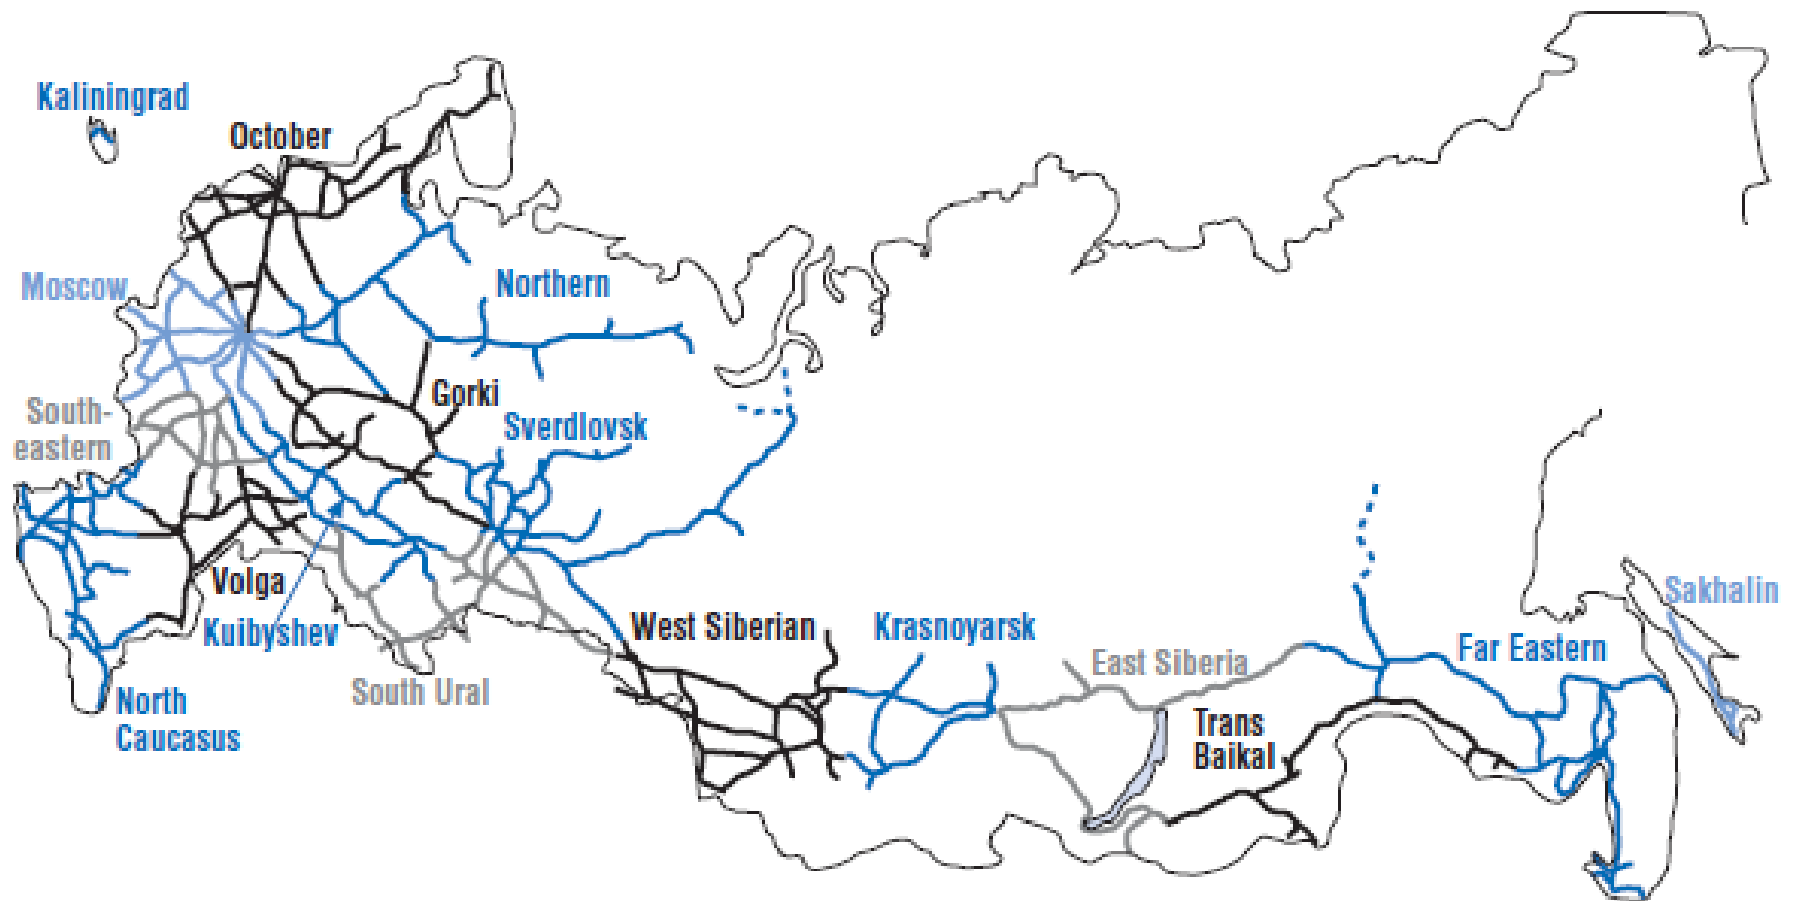 Kaliningrad
October
Moscow
Northern
Gorki
South-
eastern
Sverdlovsk
Volga
Kuibyshev
West Siberian
Krasnoyarsk
East Siberia
Far Eastern
Sakhalin
South Ural
North
Caucasus
Trans
Baikal